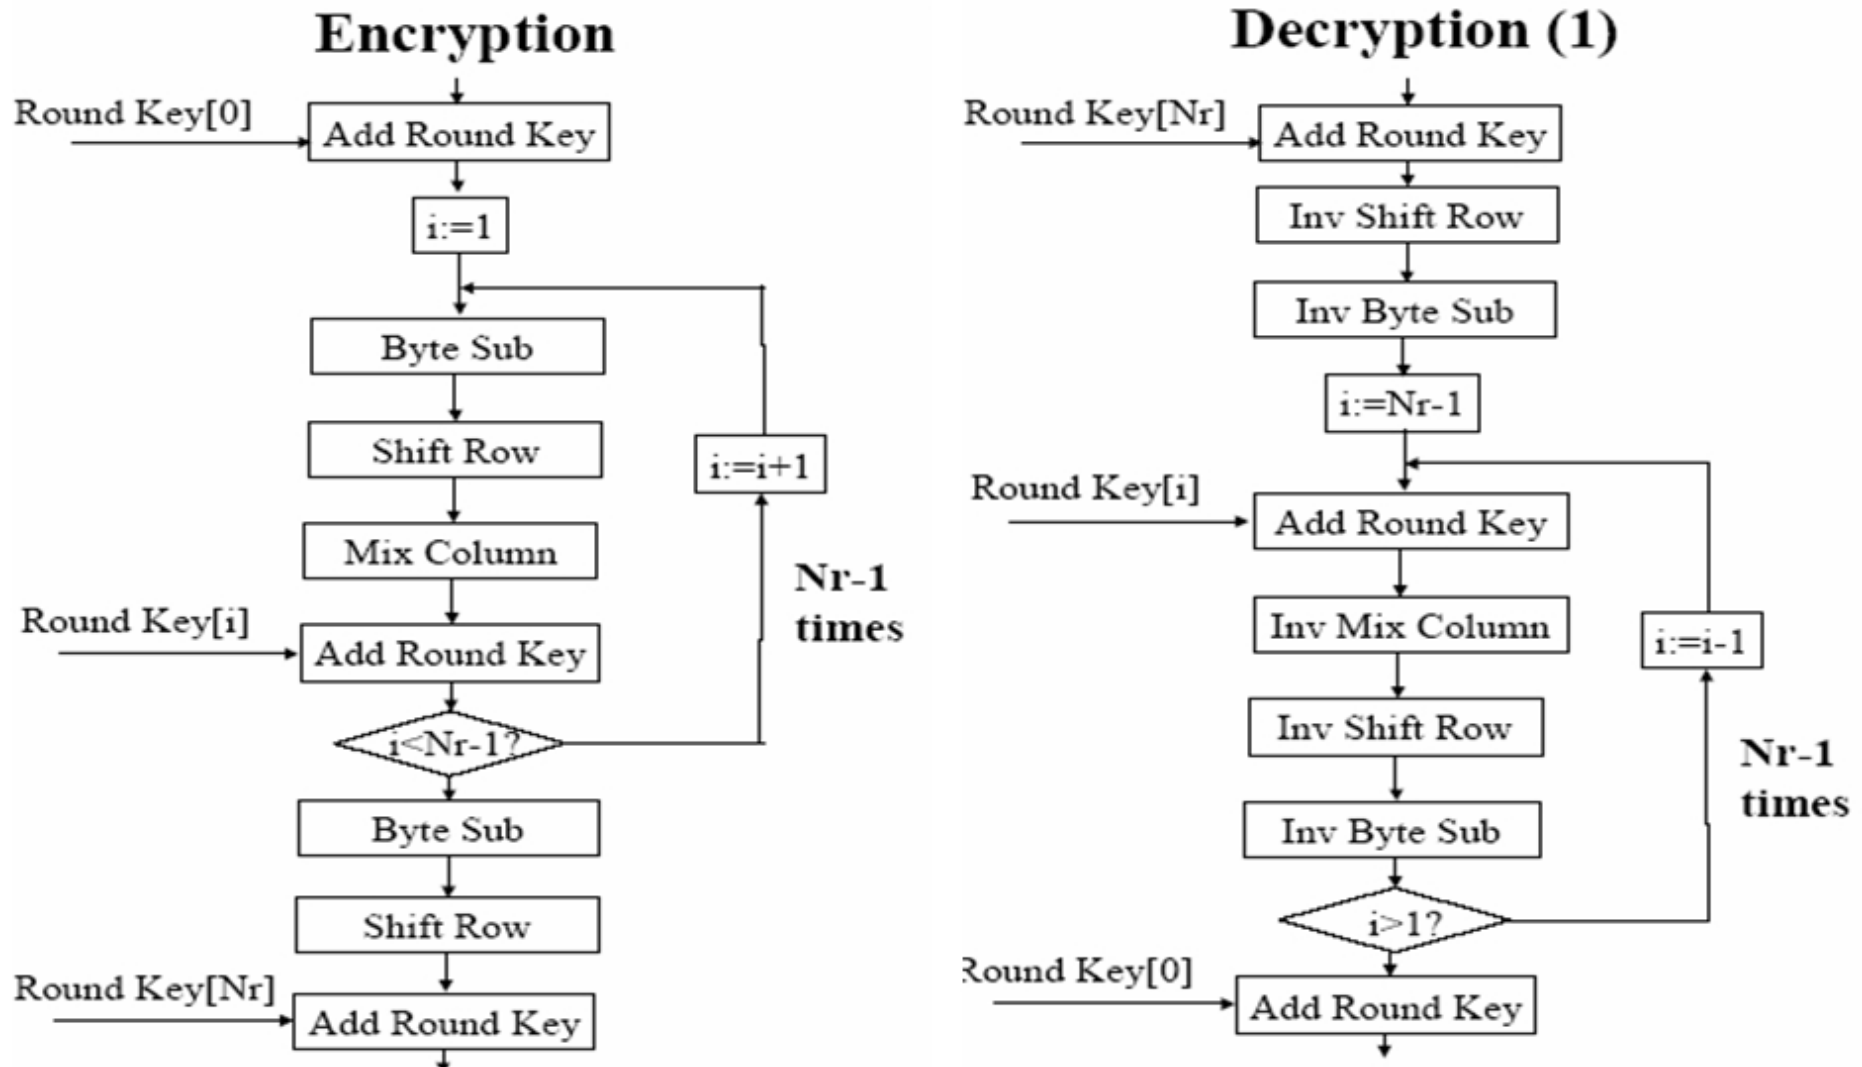 Encryption
Round Key[0]
Add Round Key
i:=1
Byte Sub
Shift Row
i:=i+1
Mix Column
Nr-1
times
Round Key[i]
Add Round Key
i<Nr-1?
Byte Sub
Shift Row
Round Key[Nr]
Add Round Key
Decryption (1)
Round Key[Nr]
Add Round Key
Inv Shift Row
Inv Byte Sub
i:=Nr-1
Round Key[i]
Add Round Key
Inv Mix Column
i:=i-1
Inv Shift Row
Nr-1
times
Inv Byte Sub
i>1?
Round Key[0]
Add Round Key